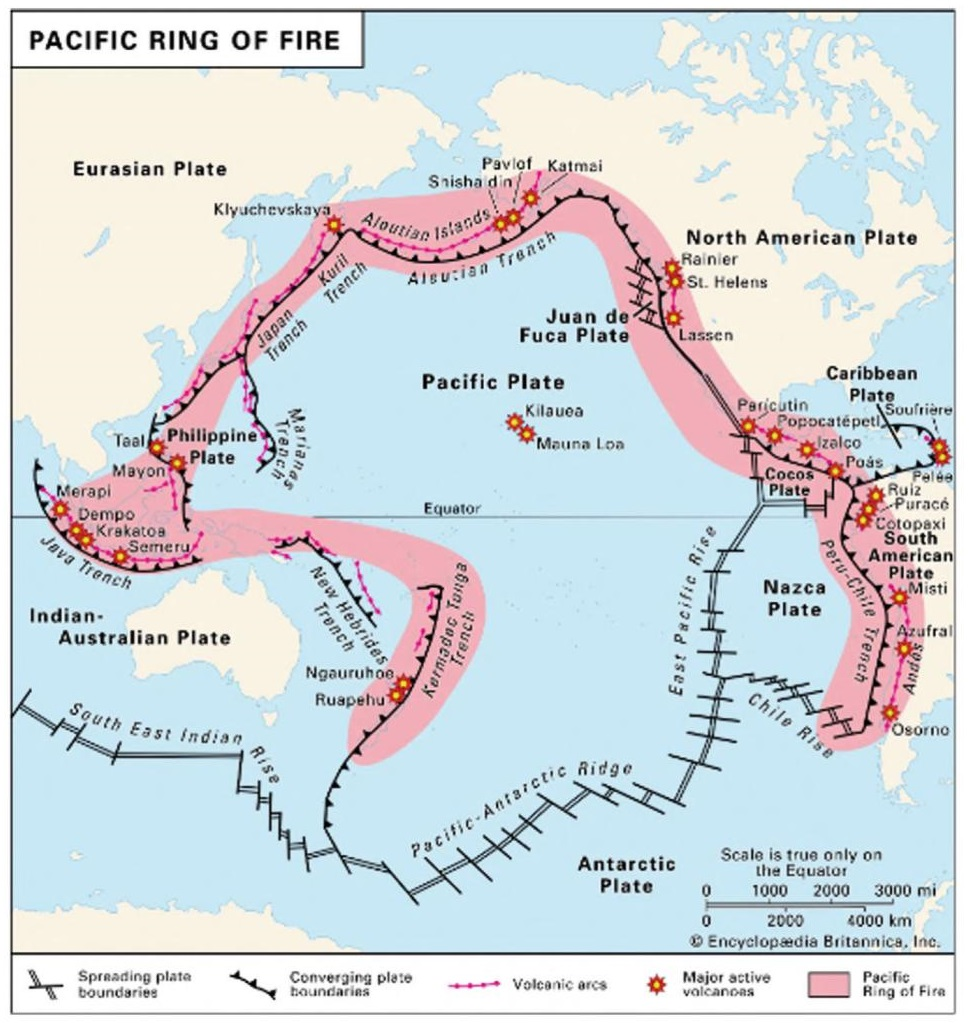 PACIFIC RING OF FIRE
Eurasian Plate
Pavlof
Katmai
Shishaldin
Klyuchevskaya
Aleutian Islands
Aleutian Trench
Kuril
Trench
Japan
Trench
North American Plate
Rainier
St. Helens
Juan de
Fuca Plate
Lassen
Pacific Plate
Kilauea
Mauna Loa
Caribbean
Plate
Soufrière
Parícutin
Popocatépetl
Izalco
Poás
Pelée
Cocos
Plate
Ruiz
Puracé
Cotopaxi
South
American
Plate
Misti
Azufral
Andes
Osorno
Taal
Philippine
Plate
Mayon
Marianas
Trench
Merapi
Dempo
Krakatoa
Semeru
Java Trench
Equator
Indian-
Australian Plate
New Hebrides
Trench
Kermadec Tonga
Trench
Ngauruhoe
Ruapehu
East Pacific Rise
Nazca
Plate
Peru-Chile Trench
Chile Rise
South East Indian Rise
Pacific-Antarctic Ridge
Antarctic
Plate
Scale is true only on
the Equator
0 1000 2000 3000 mi
0 2000 4000 km
© Encyclopædia Britannica, Inc.
Spreading plate
boundaries
Converging plate
boundaries
Volcanic arcs
Major active
volcanoes
Pacific
Ring of Fire